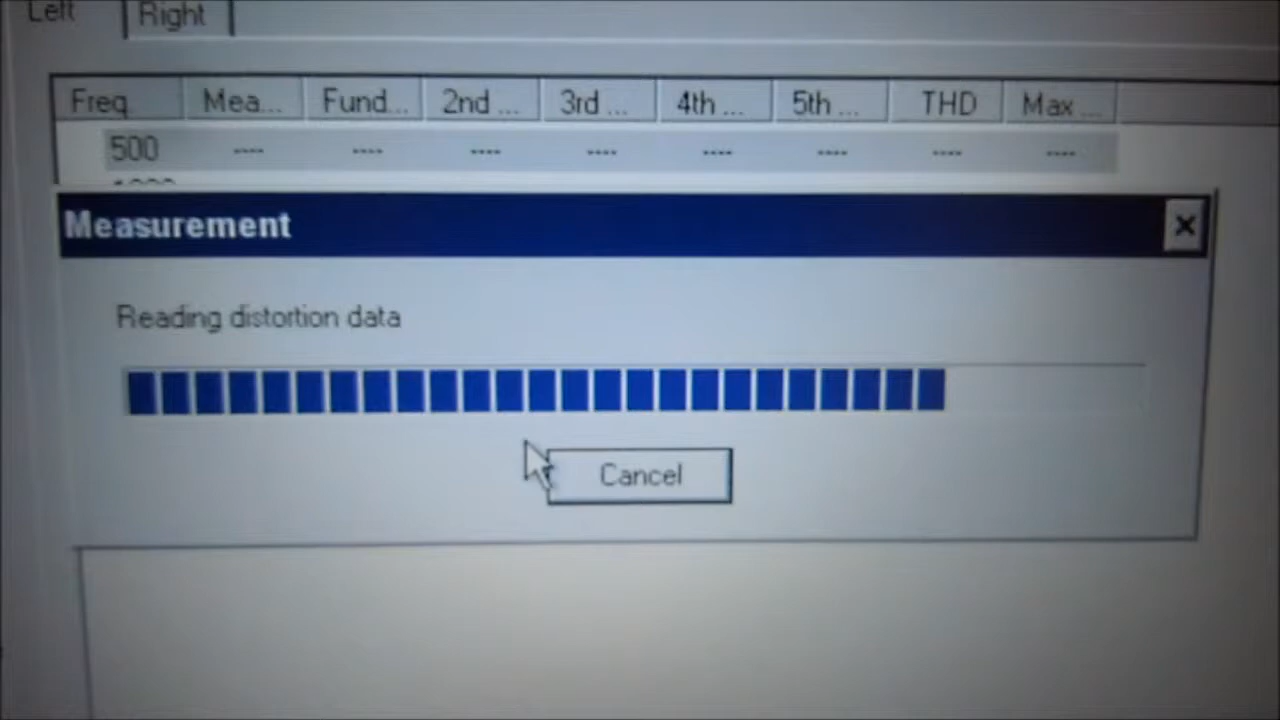 Left Right
Freq. Mea... Fund... 2nd ... 3rd ... 4th ... 5th ... THD Max ...
500 ---- ---- ---- ---- ---- ---- ---- ----
Measurement
Reading distortion data
Cancel